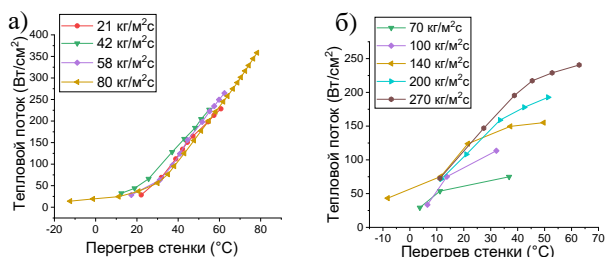 а)
21 кг/м²с
42 кг/м²с
58 кг/м²с
80 кг/м²с
Тепловой поток (Вт/см²)
400
350
300
250
200
150
100
50
0
-20 0 20 40 60 80
Перегрев стенки (°C)
б)
70 кг/м²с
100 кг/м²с
140 кг/м²с
200 кг/м²с
270 кг/м²с
Тепловой поток (Вт/см²)
250
200
150
100
50
0
-10 0 10 20 30 40 50 60 70
Перегрев стенки (°C)